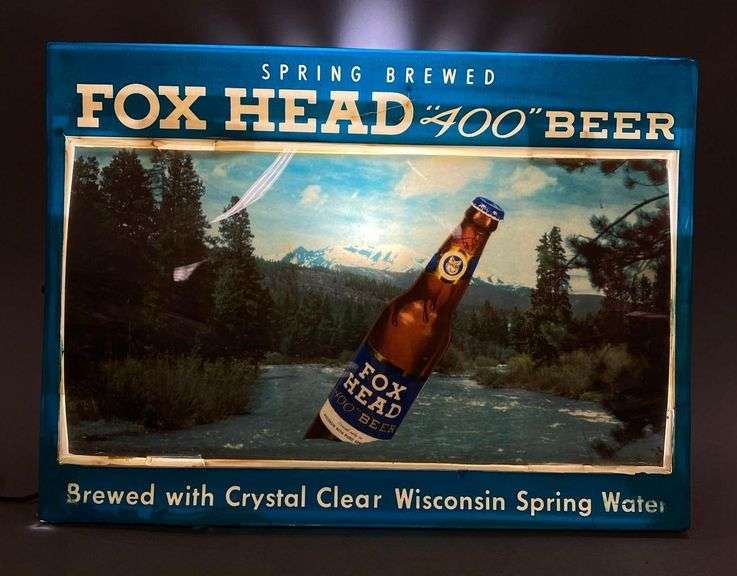 SPRING BREWED
FOX HEAD "400" BEER
FOX
HEAD
"400" BEER
Brewed with Crystal Clear Wisconsin Spring Water